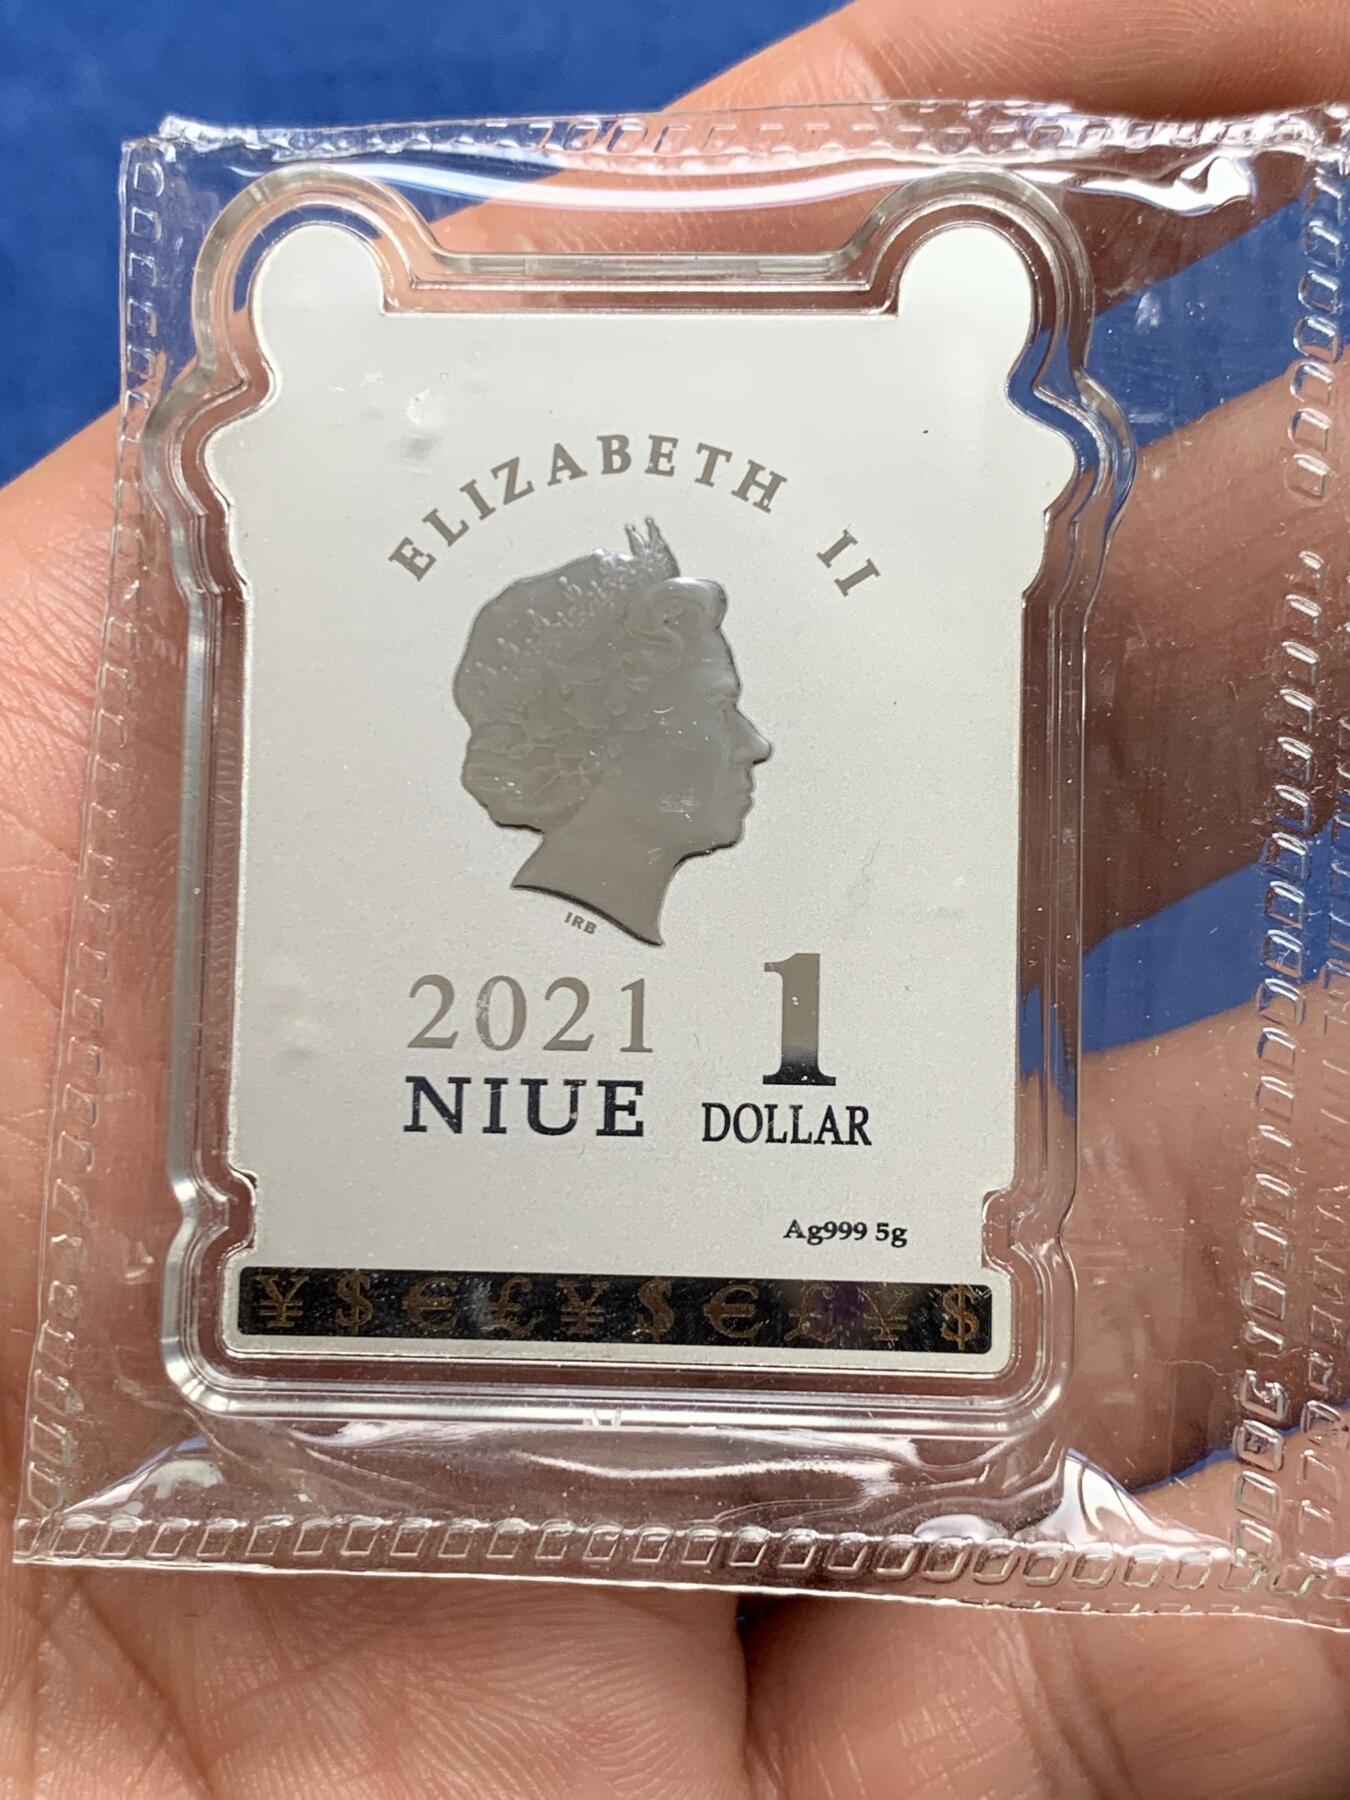 ELIZABETH II
IRB
2021 1
NIUE DOLLAR
Ag999 5g
¥ $ € £ ¥ $ € £ ¥ $